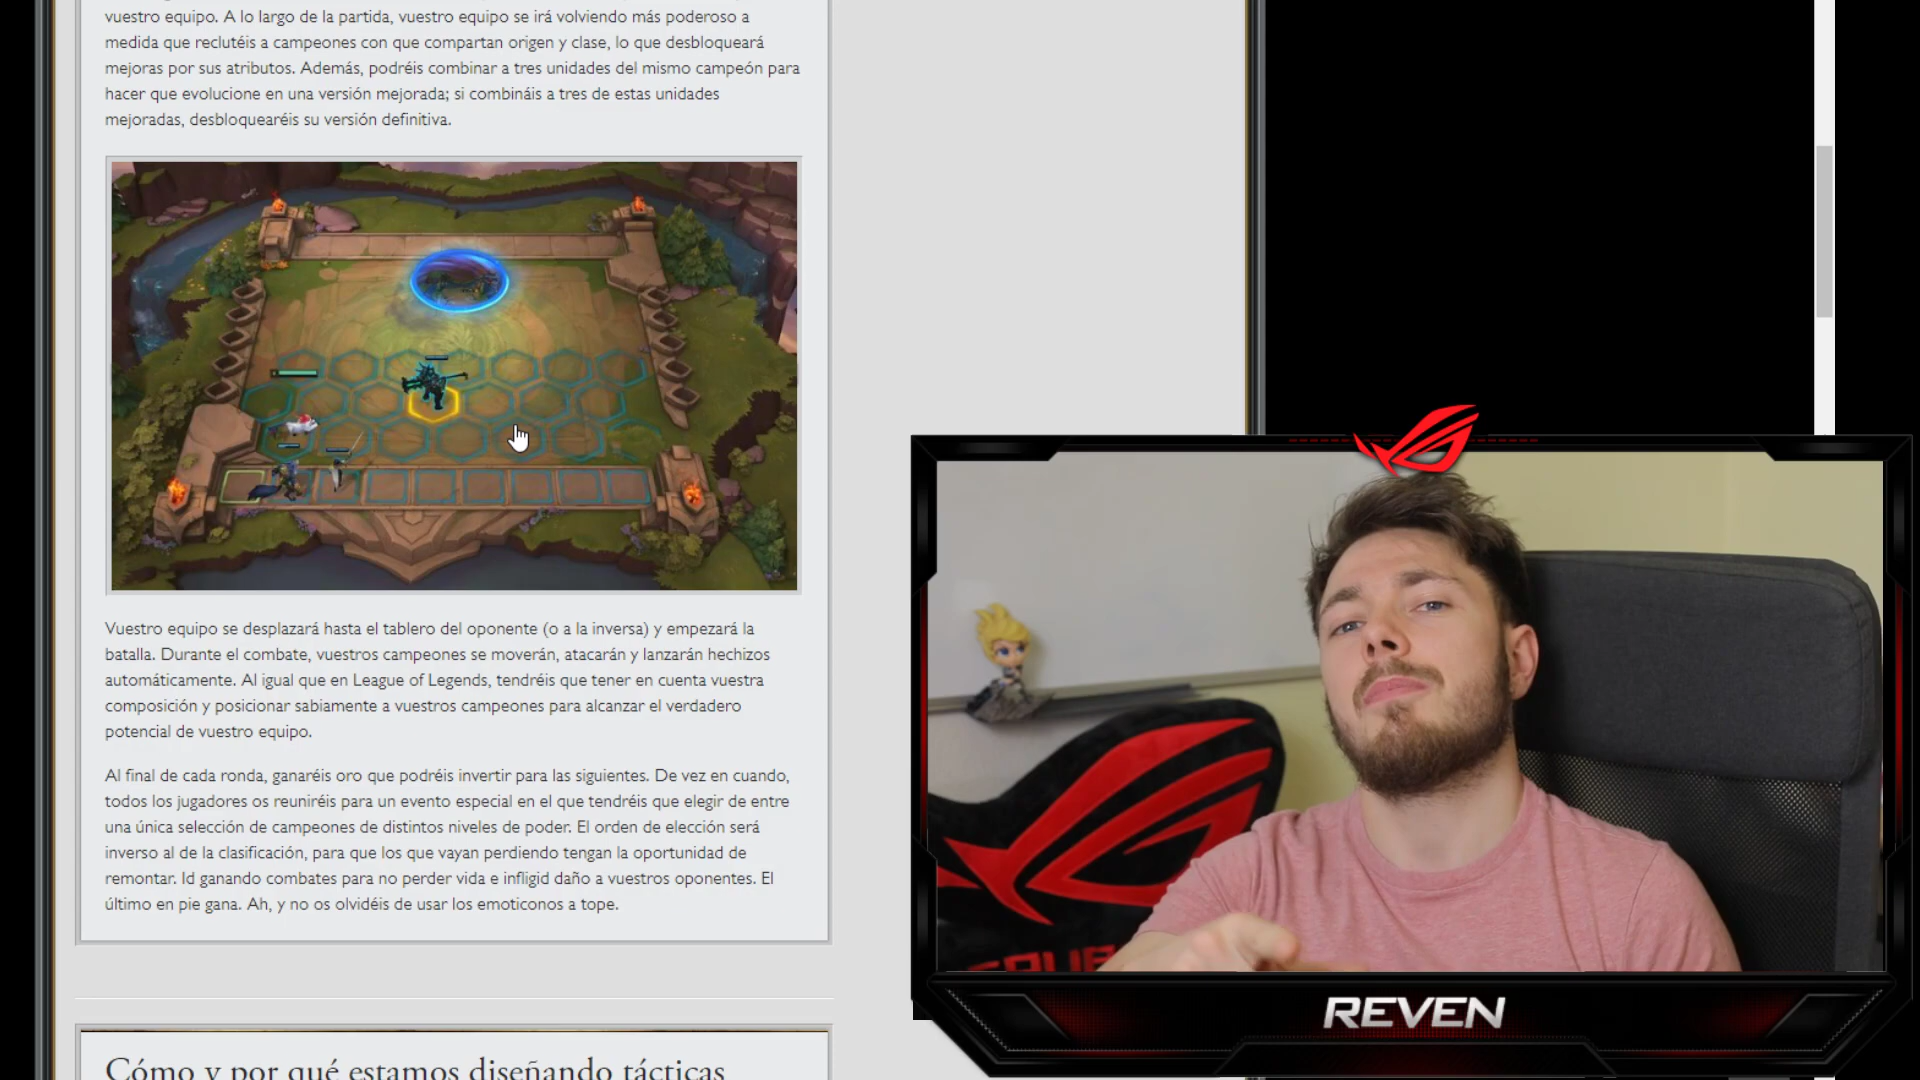 vuestro equipo. A lo largo de la partida, vuestro equipo se irá volviendo más poderoso a
medida que reclutéis a campeones con que compartan origen y clase, lo que desbloqueará
mejoras por sus atributos. Además, podréis combinar a tres unidades del mismo campeón para
hacer que evolucione en una versión mejorada; si combináis a tres de estas unidades
mejoradas, desbloquearéis su versión definitiva.
Vuestro equipo se desplazará hasta el tablero del oponente (o a la inversa) y empezará la
batalla. Durante el combate, vuestros campeones se moverán, atacarán y lanzarán hechizos
automáticamente. Al igual que en League of Legends, tendréis que tener en cuenta vuestra
composición y posicionar sabiamente a vuestros campeones para alcanzar el verdadero
potencial de vuestro equipo.
Al final de cada ronda, ganaréis oro que podréis invertir para las siguientes. De vez en cuando,
todos los jugadores os reuniréis para un evento especial en el que tendréis que elegir de entre
una única selección de campeones de distintos niveles de poder. El orden de elección será
inverso al de la clasificación, para que los que vayan perdiendo tengan la oportunidad de
remontar. Id ganando combates para no perder vida e infligid daño a vuestros oponentes. El
último en pie gana. Ah, y no os olvidéis de usar los emoticonos a tope.
Cómo y por qué estamos diseñando tácticas
REVEN